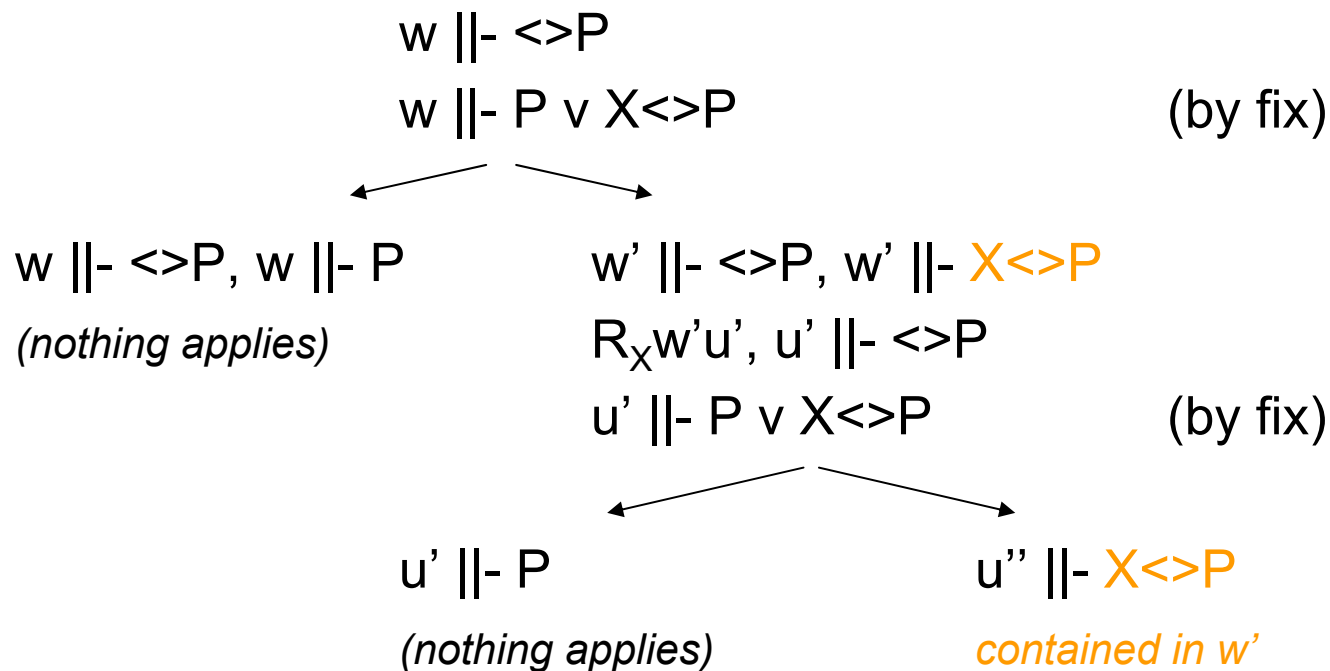 w ||- <>P
w ||- P v X<>P (by fix)
w ||- <>P, w ||- P
(nothing applies)
w’ ||- <>P, w’ ||- X<>P
RXw’u’, u’ ||- <>P
u’ ||- P v X<>P (by fix)
u’ ||- P
(nothing applies)
u’’ ||- X<>P
contained in w’